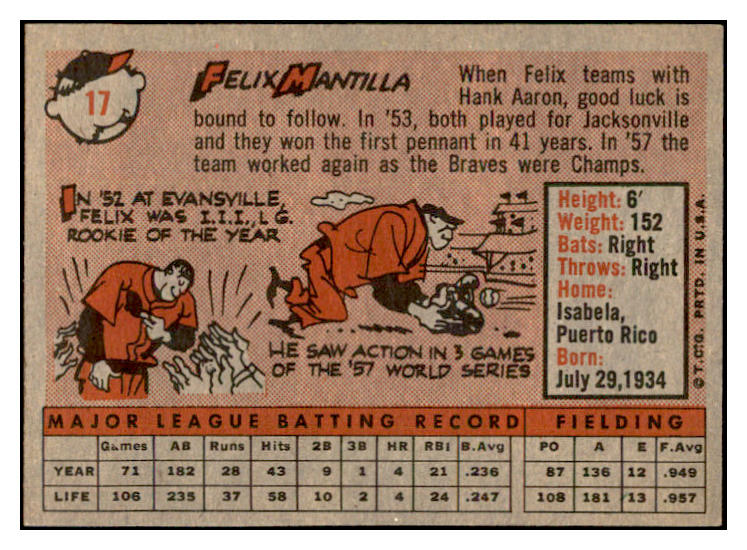 17
FELIX MANTILLA
When Felix teams with
Hank Aaron, good luck is
bound to follow. In '53, both played for Jacksonville
and they won the first pennant in 41 years. In '57 the
team worked again as the Braves were Champs.
IN '52 AT EVANSVILLE,
FELIX WAS I.I.I., LG.
ROOKIE OF THE YEAR
HE SAW ACTION IN 3 GAMES
OF THE '57 WORLD SERIES
Height: 6'
Weight: 152
Bats: Right
Throws: Right
Home:
Isabela,
Puerto Rico
Born:
July 29, 1934
© T.C.G. PRTD. IN U.S.A.
MAJOR LEAGUE BATTING RECORD FIELDING
Games AB Runs Hits 2B 3B HR RBI B.Avg PO A E F.Avg
YEAR 71 182 28 43 9 1 4 21 .236 87 136 12 .949
LIFE 106 235 37 58 10 2 4 24 .247 108 181 13 .957